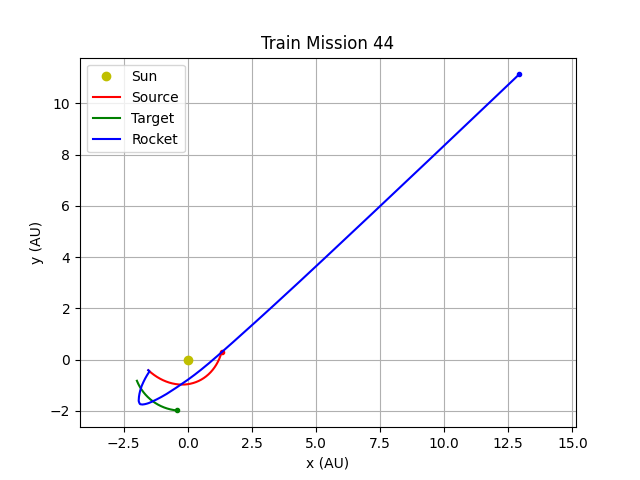 Train Mission 44
Sun
Source
Target
Rocket
10
8
6
4
2
0
−2
y (AU)
−2.5 0.0 2.5 5.0 7.5 10.0 12.5 15.0
x (AU)